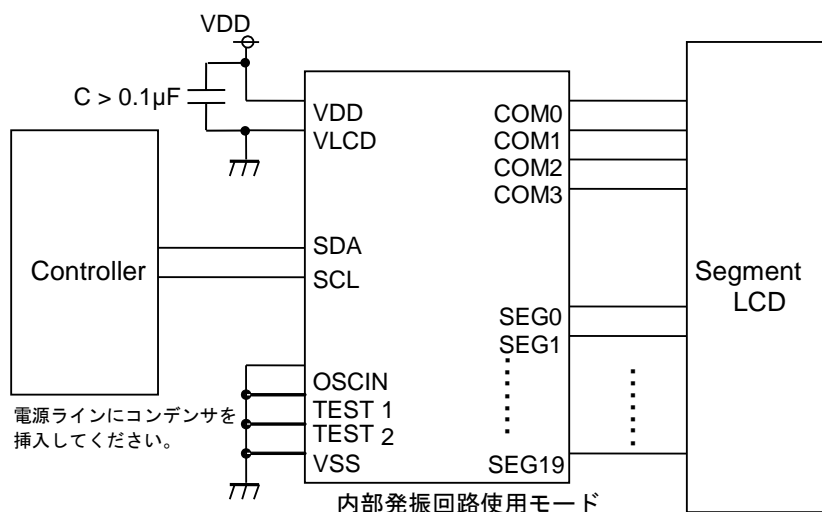 VDD
C > 0.1µF
VDD
VLCD
COM0
COM1
COM2
COM3
Controller
SDA
SCL
Segment
LCD
SEG0
SEG1
OSCIN
TEST 1
TEST 2
VSS
SEG19
電源ラインにコンデンサを
挿入してください。
内部発振回路使用モード